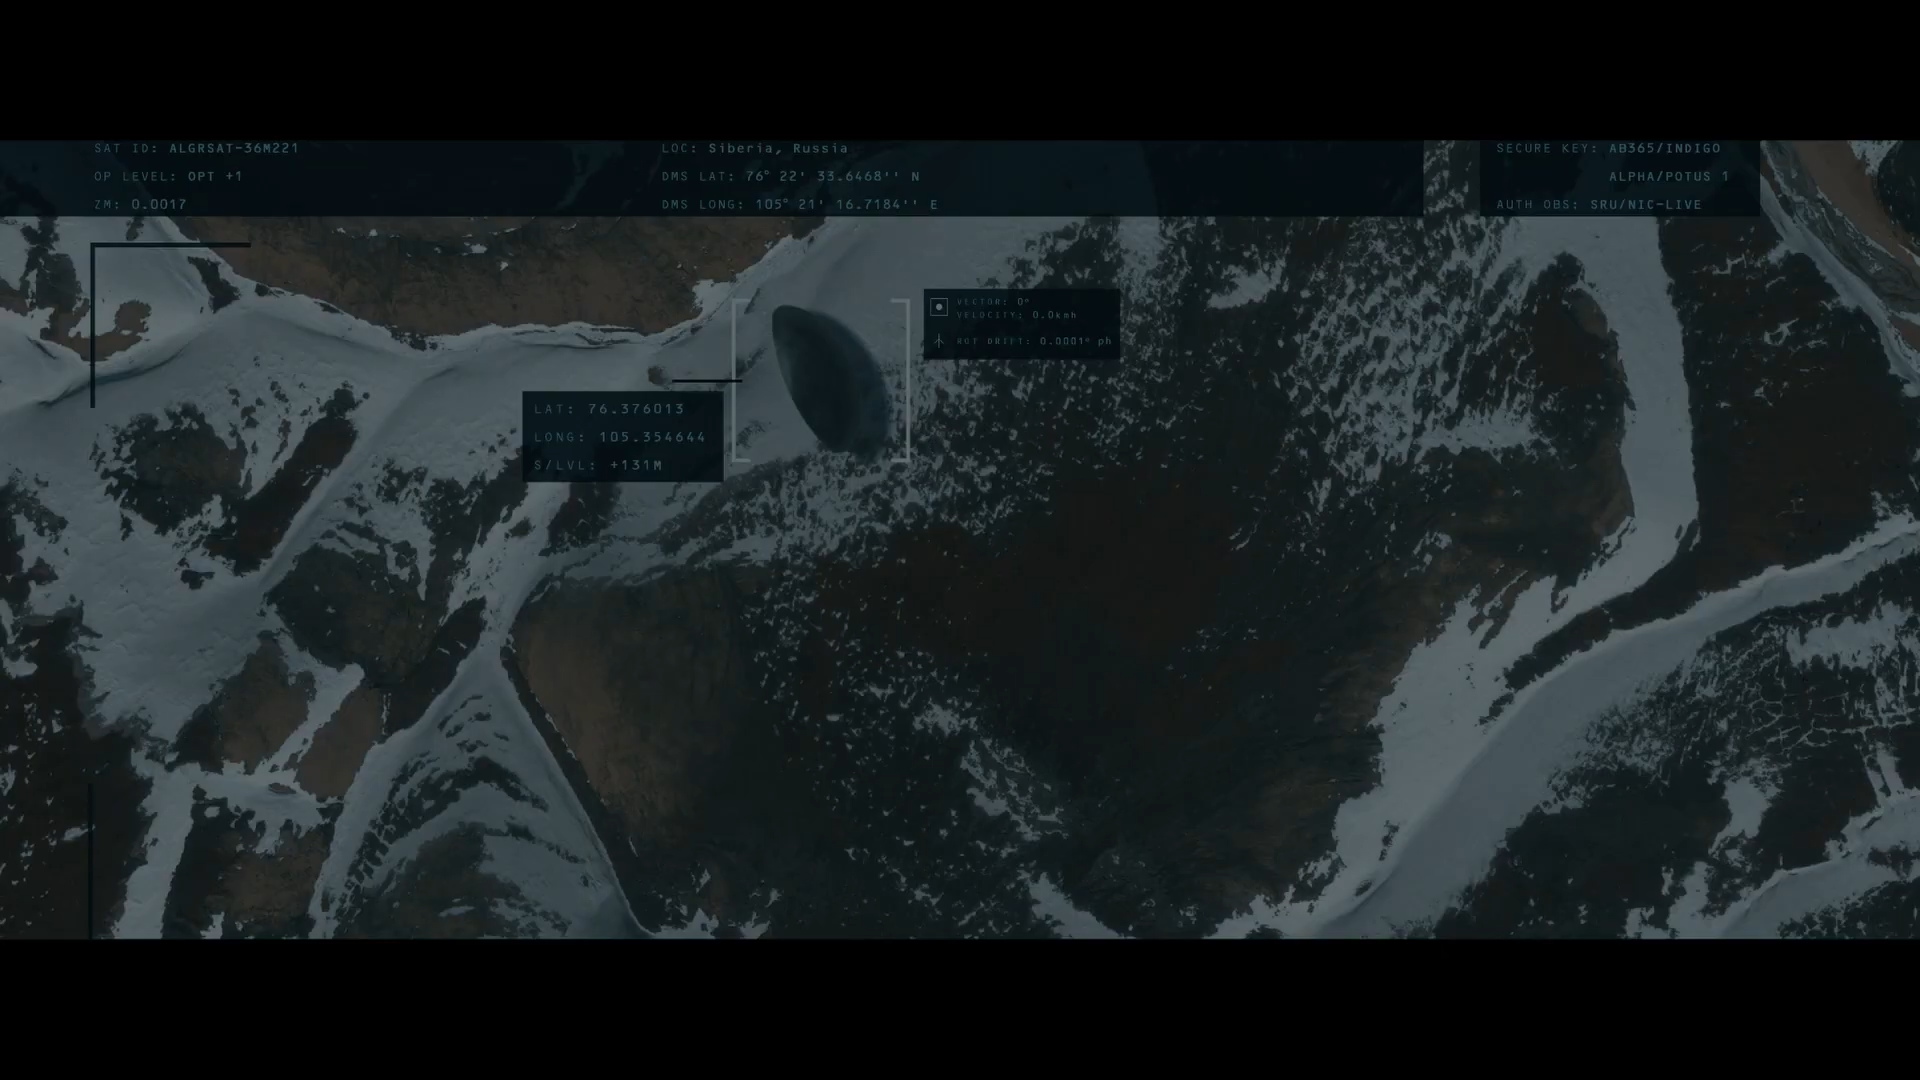 SAT ID: ALGRSAT-36M221
OP LEVEL: OPT +1
ZM: 0.0017
LOC: Siberia, Russia
DMS LAT: 76° 22' 33.6468'' N
DMS LONG: 105° 21' 16.7184'' E
SECURE KEY: AB365/INDIGO
ALPHA/POTUS 1
AUTH OBS: SRU/NIC-LIVE
VECTOR: 0°
VELOCITY: 0.0kmh
ROT DRIFT: 0.0001° ph
LAT: 76.376013
LONG: 105.354644
S/LVL: +131M